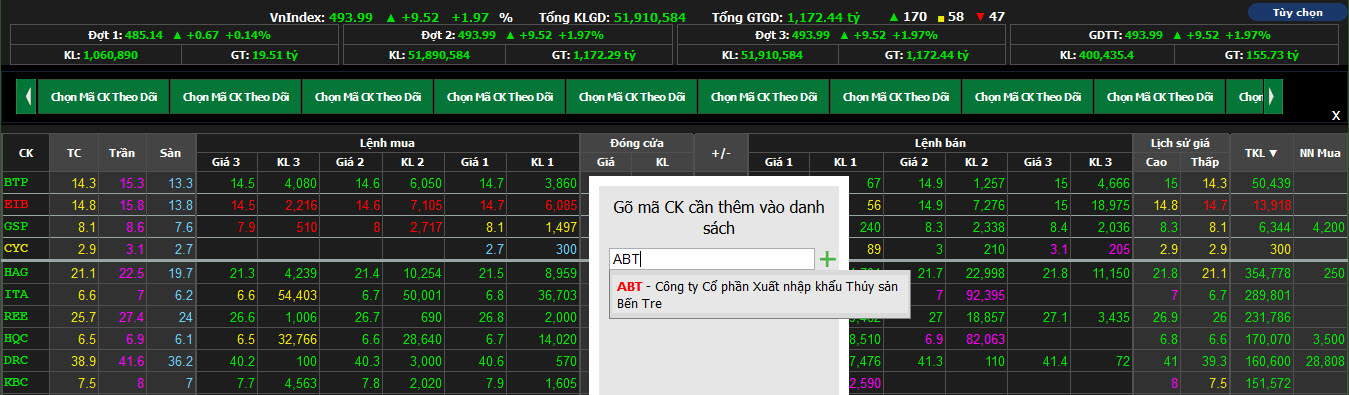 VnIndex: 493.99 ▲ +9.52 +1.97 % Tổng KLGD: 51,910,584 Tổng GTGD: 1,172.44 tỷ ▲ 170 ■ 58 ▼ 47 Tùy chọn
Đợt 1: 485.14 ▲ +0.67 +0.14% Đợt 2: 493.99 ▲ +9.52 +1.97% Đợt 3: 493.99 ▲ +9.52 +1.97% GDTT: 493.99 ▲ +9.52 +1.97%
KL: 1,060,890 GT: 19.51 tỷ KL: 51,890,584 GT: 1,172.29 tỷ KL: 51,910,584 GT: 1,172.44 tỷ KL: 400,435.4 GT: 155.73 tỷ
Chọn Mã CK Theo Dõi Chọn Mã CK Theo Dõi Chọn Mã CK Theo Dõi Chọn Mã CK Theo Dõi Chọn Mã CK Theo Dõi Chọn Mã CK Theo Dõi Chọn Mã CK Theo Dõi Chọn Mã CK Theo Dõi Chọn Mã CK Theo Dõi Chọn
X
CK TC Trần Sàn Lệnh mua Đóng cửa +/- Lệnh bán Lịch sử giá TKL ▼ NN Mua
Giá 3 KL 3 Giá 2 KL 2 Giá 1 KL 1 Giá KL Giá 1 KL 1 Giá 2 KL 2 Giá 3 KL 3 Cao Thấp
BTP 14.3 15.3 13.3 14.5 4,080 14.6 6,050 14.7 3,860 67 14.9 1,257 15 4,666 15 14.3 50,439
EIB 14.8 15.8 13.8 14.5 2,216 14.6 7,105 14.7 6,085 56 14.9 7,276 15 18,975 14.8 14.7 13,918
GSP 8.1 8.6 7.6 7.9 510 8 2,717 8.1 1,497 240 8.3 2,338 8.4 2,039 8.3 8.1 6,344 4,200
CYC 2.9 3.1 2.7 2.7 300 89 3 210 3.1 205 2.9 2.9 300
HAG 21.1 22.5 19.7 21.3 4,239 21.4 10,254 21.5 8,959 21.7 22,998 21.8 11,150 21.8 21.1 354,778 250
ITA 6.6 7 6.2 6.6 54,403 6.7 50,001 6.8 36,703 7 92,395 7 6.7 289,801
REE 25.7 27.4 24 26.6 1,006 26.7 690 26.8 2,000 27 18,857 27.1 3,435 26.9 26 231,786
HQC 6.5 6.9 6.1 6.5 32,766 6.6 28,640 6.7 14,020 8,510 6.9 82,063 6.8 6.6 170,070 3,500
DRC 38.9 41.6 36.2 40.2 100 40.3 3,000 40.6 570 7,476 41.3 110 41.4 72 41 39.3 160,600 28,808
KBC 7.5 8 7 7.7 4,563 7.8 2,020 7.9 1,605 2,590 8 7.5 151,572
Gõ mã CK cần thêm vào danh
sách
ABT +
ABT - Công ty Cổ phần Xuất nhập khẩu Thủy sản
Bến Tre